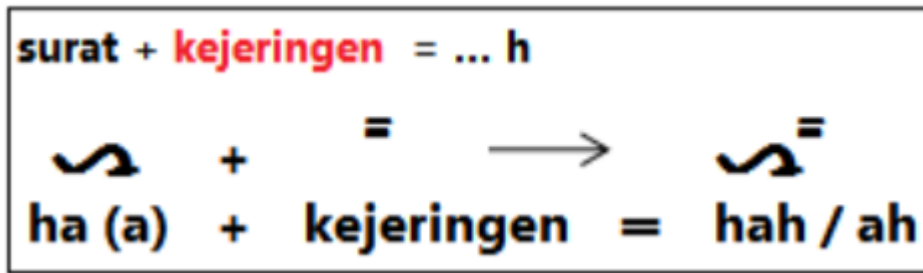 surat + kejeringen = ... h
ᯀ + ᯱ → ᯀᯱ
ha (a) + kejeringen = hah / ah